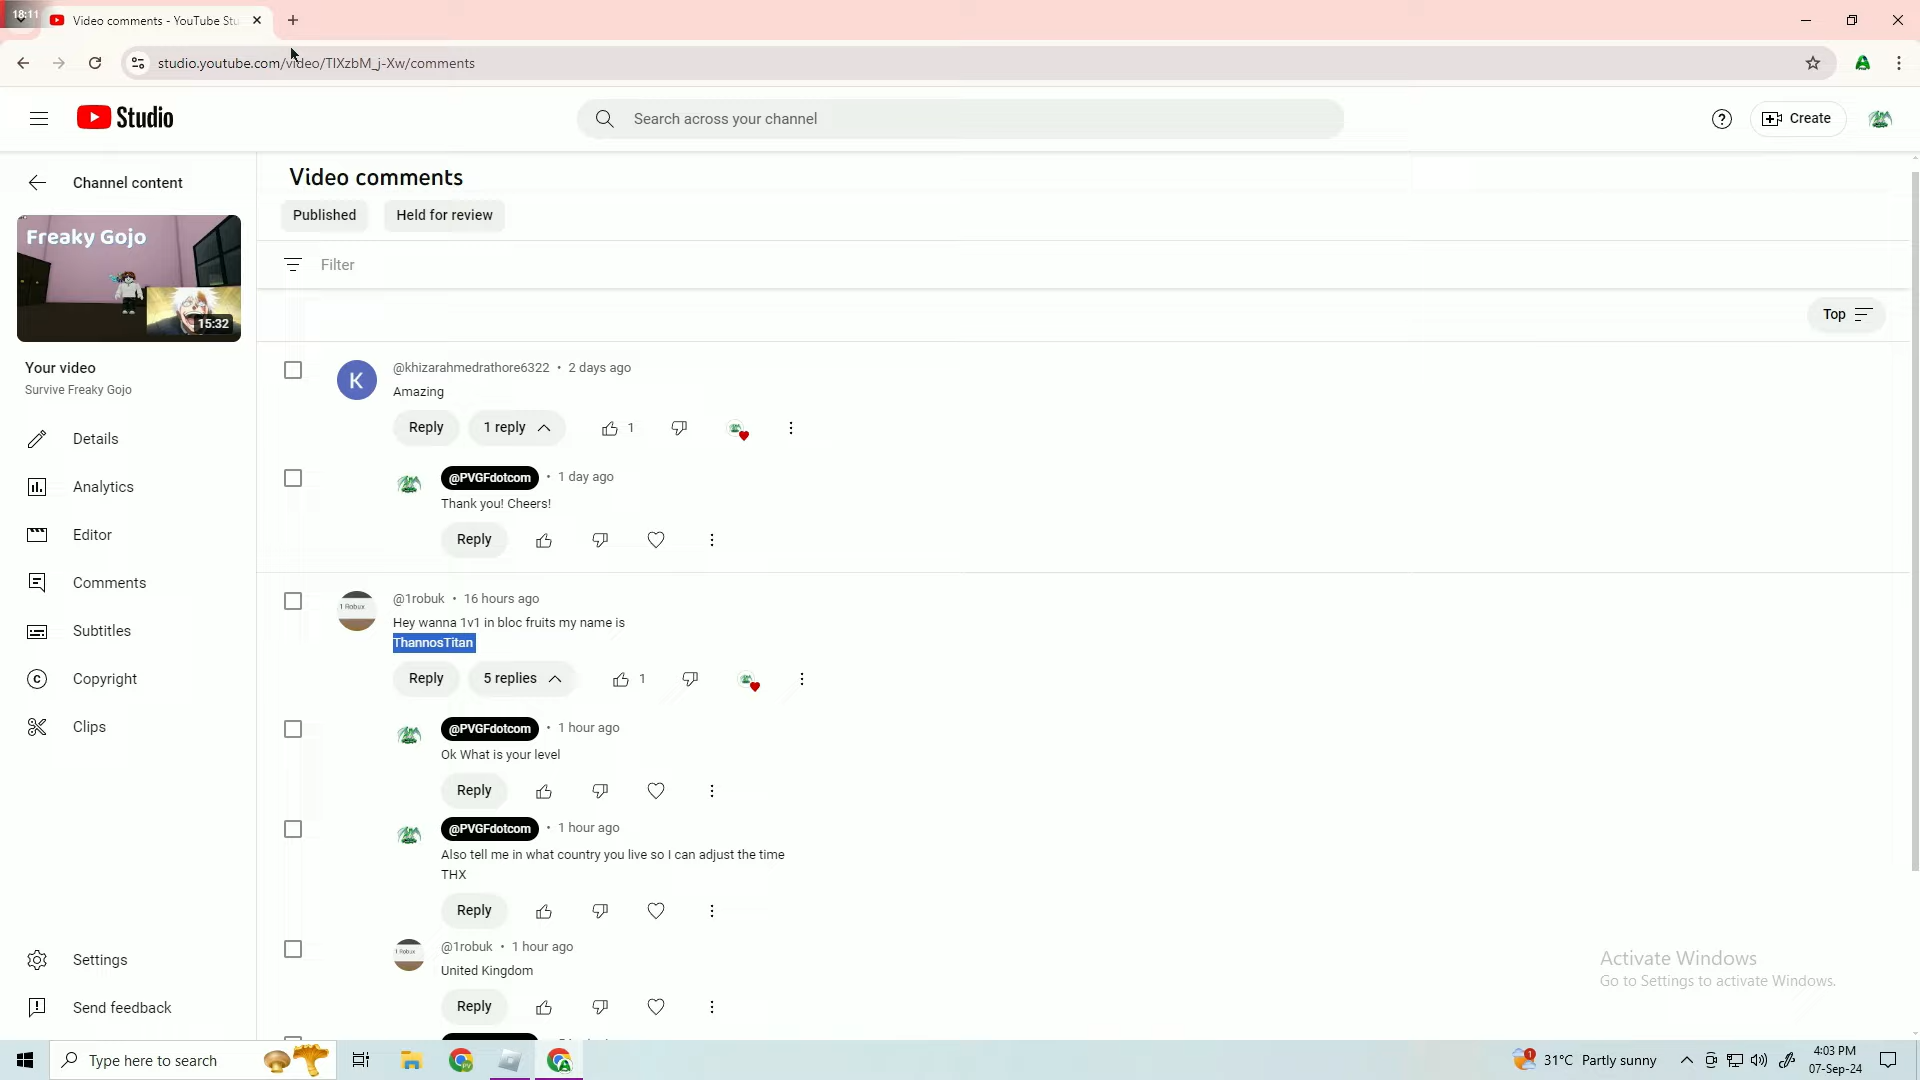 18:11
Video comments - YouTube Stu
studio.youtube.com/video/TIXzbM_j-Xw/comments
Studio
Search across your channel
Create
Channel content
Freaky Gojo
15:32
Your video
Survive Freaky Gojo
Details
Analytics
Editor
Comments
Subtitles
Copyright
Clips
Settings
Send feedback
Video comments
Published
Held for review
Filter
Top
K
@khizarahmedrathore6322 • 2 days ago
Amazing
Reply
1 reply
1
@PVGFdotcom • 1 day ago
Thank you! Cheers!
Reply
1 Robux
@1robuk • 16 hours ago
Hey wanna 1v1 in bloc fruits my name is
ThannosTitan
Reply
5 replies
1
@PVGFdotcom • 1 hour ago
Ok What is your level
Reply
@PVGFdotcom • 1 hour ago
Also tell me in what country you live so I can adjust the time
THX
Reply
1 Robux
@1robuk • 1 hour ago
United Kingdom
Reply
Activate Windows
Go to Settings to activate Windows.
Type here to search
1
31°C Partly sunny
4:03 PM
07-Sep-24